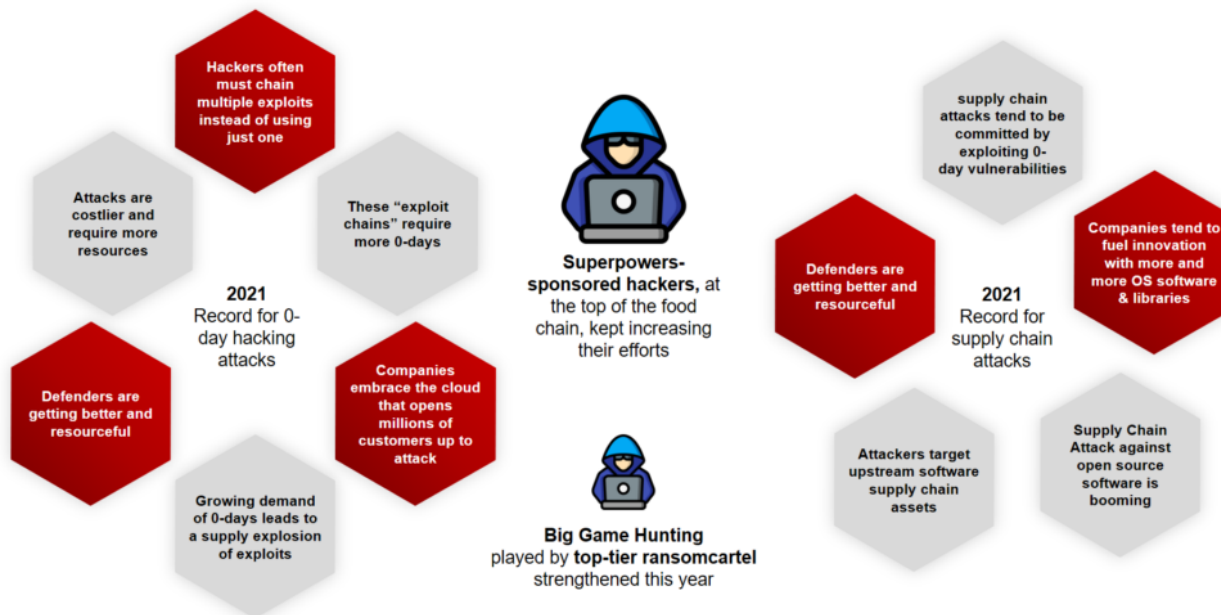 Hackers often
must chain
multiple exploits
instead of using
just one
Attacks are
costlier and
require more
resources
These “exploit
chains” require
more 0-days
2021
Record for 0-
day hacking
attacks
Defenders are
getting better and
resourceful
Companies
embrace the cloud
that opens
millions of
customers up to
attack
Growing demand
of 0-days leads to
a supply explosion
of exploits
Superpowers-
sponsored hackers, at
the top of the food
chain, kept increasing
their efforts
Big Game Hunting
played by top-tier ransomcartel
strengthened this year
supply chain
attacks tend to be
committed by
exploiting 0-
day vulnerabilities
Defenders are
getting better and
resourceful
Companies tend to
fuel innovation
with more and
more OS software
& libraries
2021
Record for
supply chain
attacks
Attackers target
upstream software
supply chain
assets
Supply Chain
Attack against
open source
software is
booming